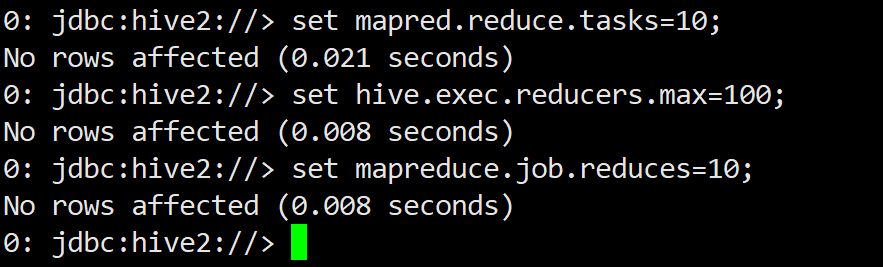 0: jdbc:hive2://> set mapred.reduce.tasks=10;
No rows affected (0.021 seconds)
0: jdbc:hive2://> set hive.exec.reducers.max=100;
No rows affected (0.008 seconds)
0: jdbc:hive2://> set mapreduce.job.reduces=10;
No rows affected (0.008 seconds)
0: jdbc:hive2://>